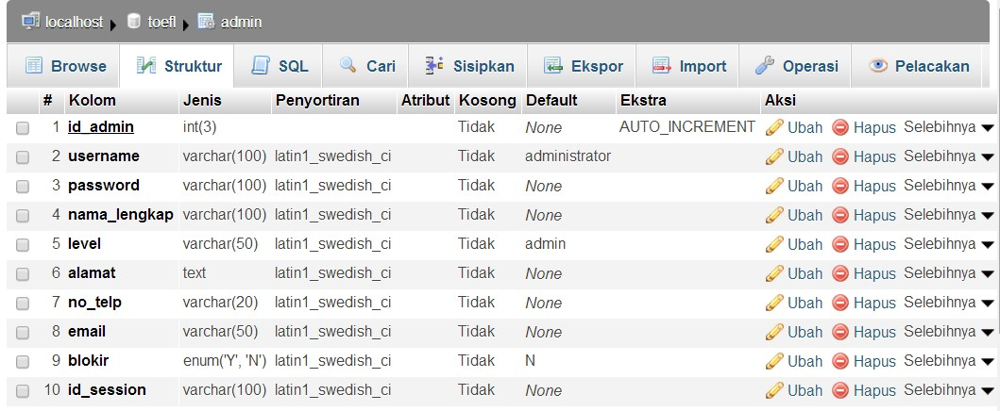 localhost toefl admin
Browse Struktur SQL Cari Sisipkan Ekspor Import Operasi Pelacakan
# Kolom Jenis Penyortiran Atribut Kosong Default Ekstra Aksi
1 id_admin int(3) Tidak None AUTO_INCREMENT Ubah Hapus Selebihnya
2 username varchar(100) latin1_swedish_ci Tidak administrator Ubah Hapus Selebihnya
3 password varchar(100) latin1_swedish_ci Tidak None Ubah Hapus Selebihnya
4 nama_lengkap varchar(100) latin1_swedish_ci Tidak None Ubah Hapus Selebihnya
5 level varchar(50) latin1_swedish_ci Tidak admin Ubah Hapus Selebihnya
6 alamat text latin1_swedish_ci Tidak None Ubah Hapus Selebihnya
7 no_telp varchar(20) latin1_swedish_ci Tidak None Ubah Hapus Selebihnya
8 email varchar(50) latin1_swedish_ci Tidak None Ubah Hapus Selebihnya
9 blokir enum('Y', 'N') latin1_swedish_ci Tidak N Ubah Hapus Selebihnya
10 id_session varchar(100) latin1_swedish_ci Tidak None Ubah Hapus Selebihnya